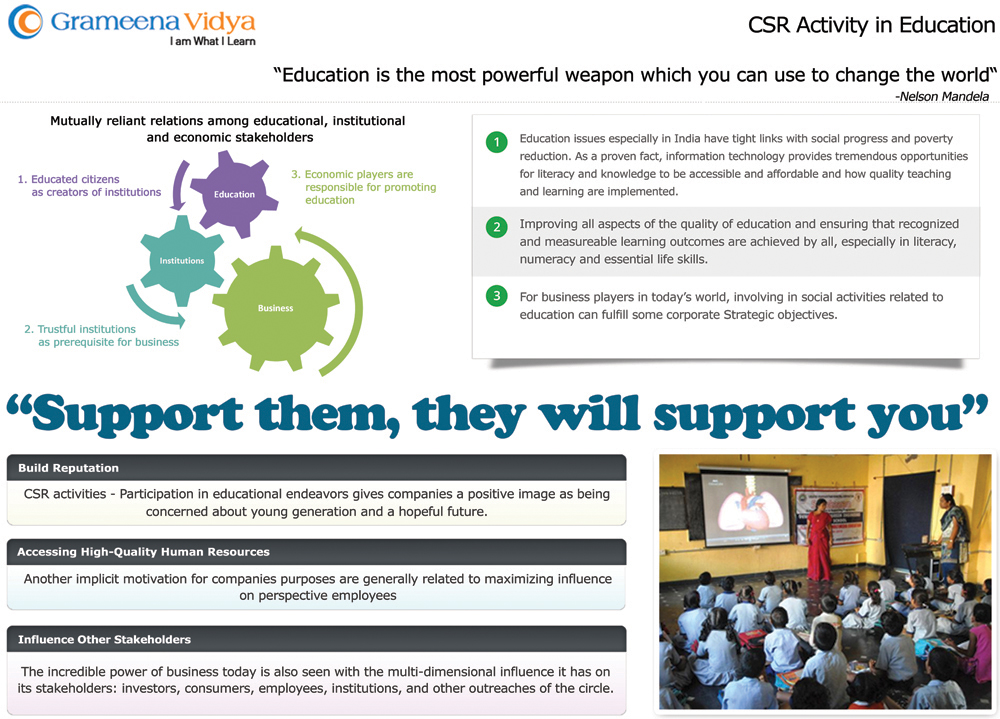 Grameena Vidya
I am What I Learn
CSR Activity in Education
“Education is the most powerful weapon which you can use to change the world“
-Nelson Mandela
Mutually reliant relations among educational, institutional
and economic stakeholders
1. Educated citizens
as creators of institutions
Education
3. Economic players are
responsible for promoting
education
Institutions
Business
2. Trustful institutions
as prerequisite for business
1
Education issues especially in India have tight links with social progress and poverty
reduction. As a proven fact, information technology provides tremendous opportunities
for literacy and knowledge to be accessible and affordable and how quality teaching
and learning are implemented.
2
Improving all aspects of the quality of education and ensuring that recognized
and measureable learning outcomes are achieved by all, especially in literacy,
numeracy and essential life skills.
3
For business players in today’s world, involving in social activities related to
education can fulfill some corporate Strategic objectives.
“Support them, they will support you”
Build Reputation
CSR activities - Participation in educational endeavors gives companies a positive image as being
concerned about young generation and a hopeful future.
Accessing High-Quality Human Resources
Another implicit motivation for companies purposes are generally related to maximizing influence
on perspective employees
Influence Other Stakeholders
The incredible power of business today is also seen with the multi-dimensional influence it has on
its stakeholders: investors, consumers, employees, institutions, and other outreaches of the circle.